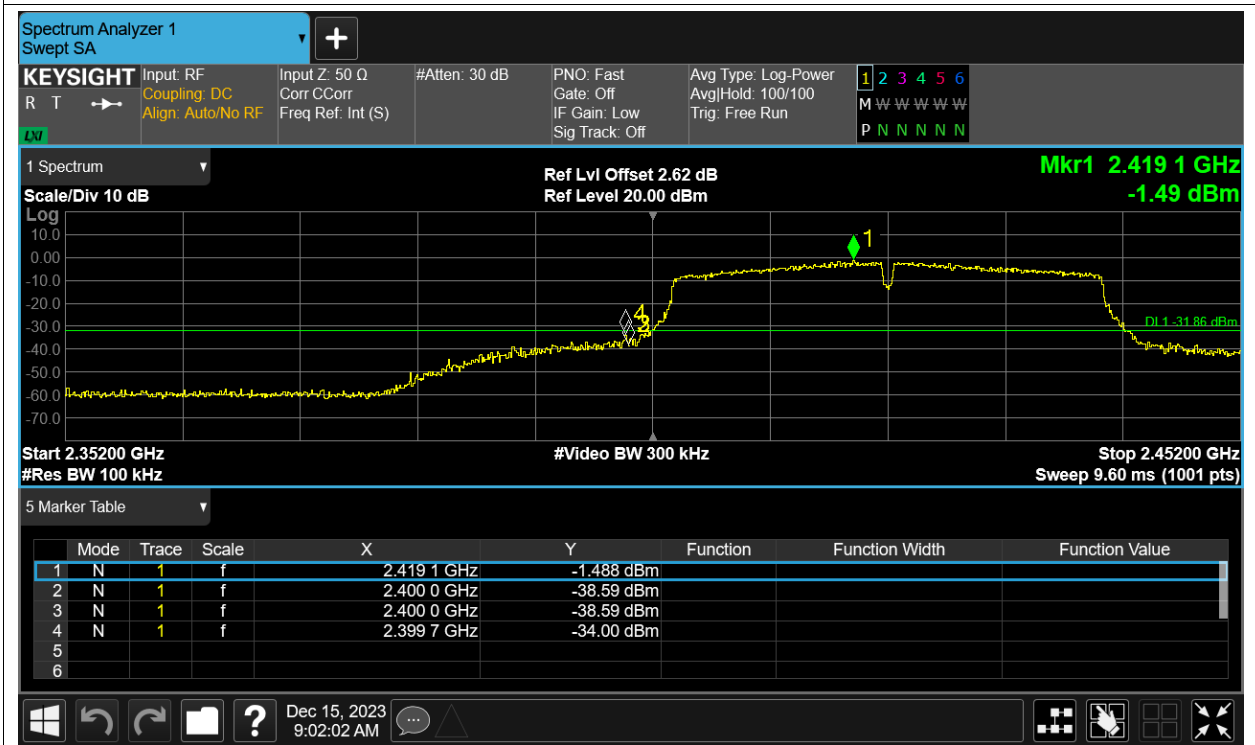 Spectrum Analyzer 1
Swept SA
KEYSIGHT Input: RF Input Z: 50 Ω #Atten: 30 dB PNO: Fast Avg Type: Log-Power 1 2 3 4 5 6
R T Coupling: DC Corr CCorr Gate: Off Avg|Hold: 100/100 M W W W W W
Align: Auto/No RF Freq Ref: Int (S) IF Gain: Low Trig: Free Run
LXI Sig Track: Off P N N N N N
1 Spectrum Ref Lvl Offset 2.62 dB Mkr1 2.419 1 GHz
Scale/Div 10 dB Ref Level 20.00 dBm -1.49 dBm
Log
10.0
1
0.00
-10.0
-20.0
4
-30.0
DL1 -31.86 dBm
-40.0
-50.0
-60.0
-70.0
Start 2.35200 GHz #Video BW 300 kHz Stop 2.45200 GHz
#Res BW 100 kHz Sweep 9.60 ms (1001 pts)
5 Marker Table
Mode Trace Scale X Y Function Function Width Function Value
1 N 1 f 2.419 1 GHz -1.488 dBm
2 N 1 f 2.400 0 GHz -38.59 dBm
3 N 1 f 2.400 0 GHz -38.59 dBm
4 N 1 f 2.399 7 GHz -34.00 dBm
5
6
? Dec 15, 2023
9:02:02 AM